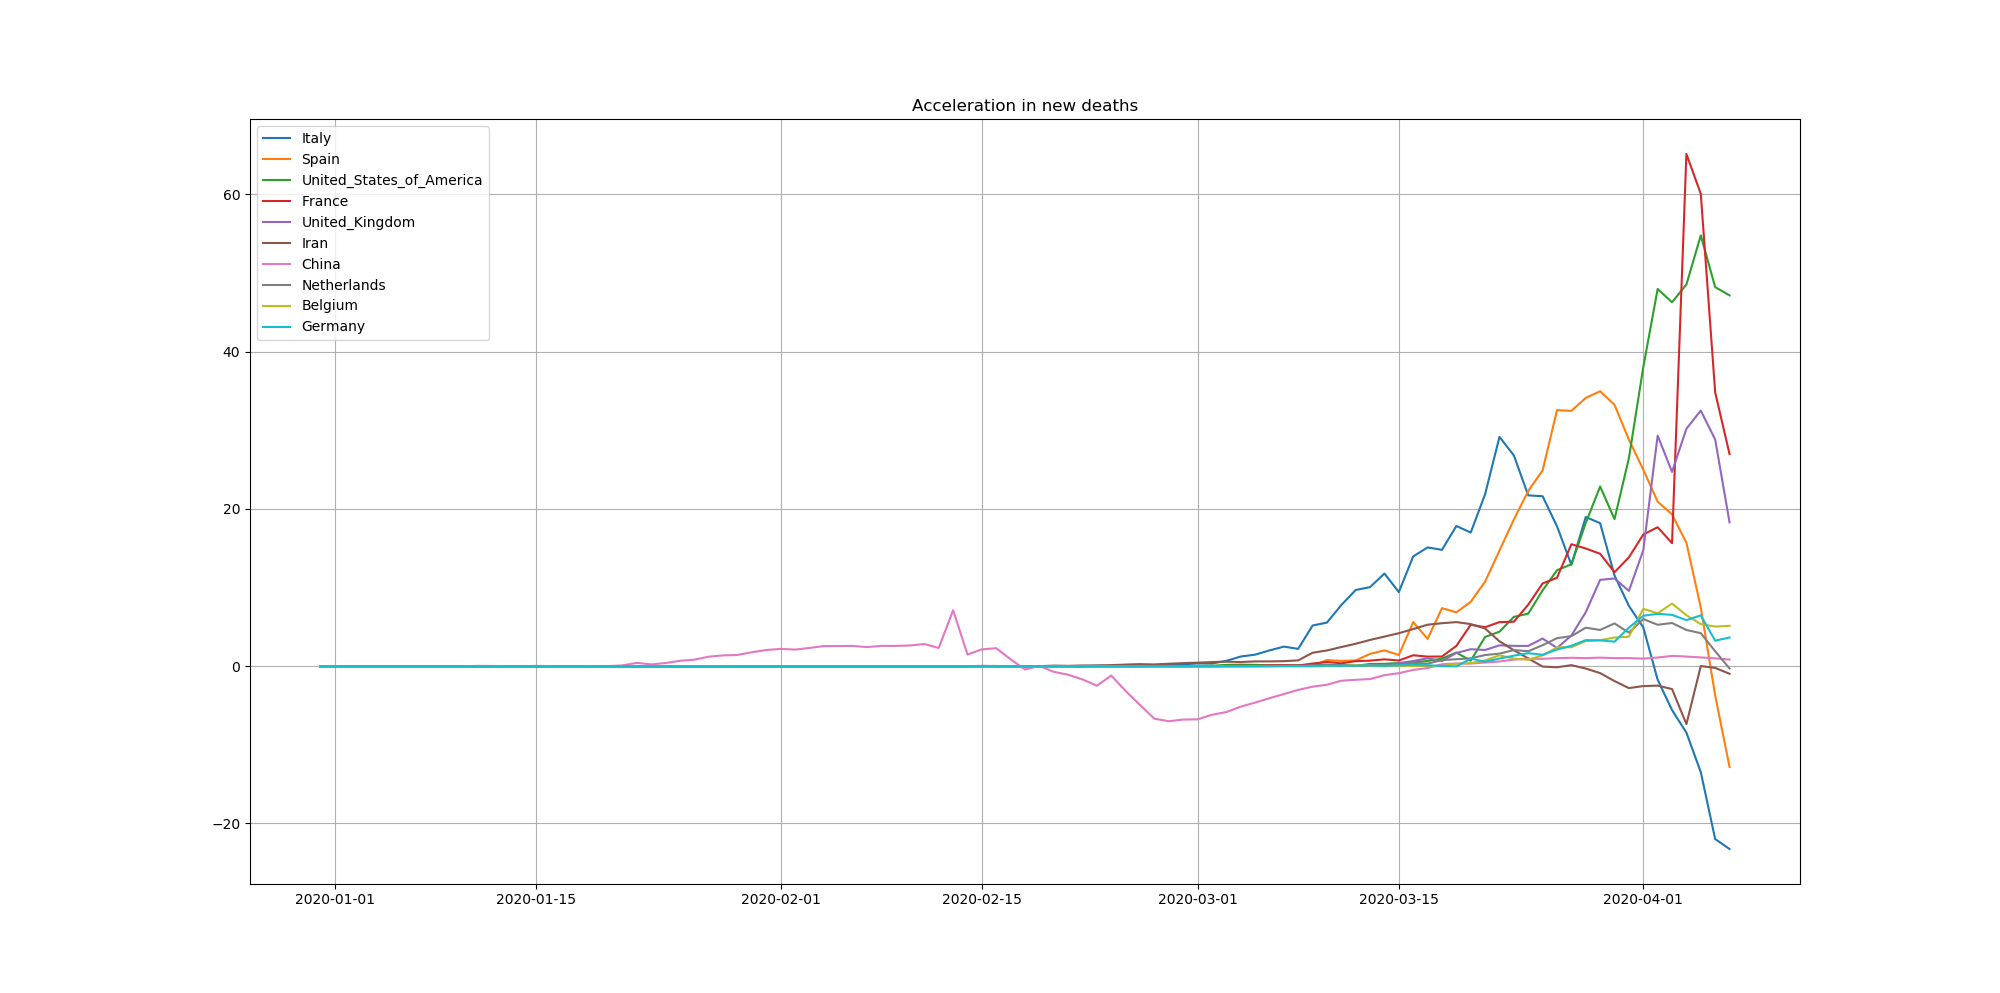 Acceleration in new deaths
Italy
Spain
United_States_of_America
France
United_Kingdom
Iran
China
Netherlands
Belgium
Germany
60
40
20
0
−20
2020-01-01 2020-01-15 2020-02-01 2020-02-15 2020-03-01 2020-03-15 2020-04-01